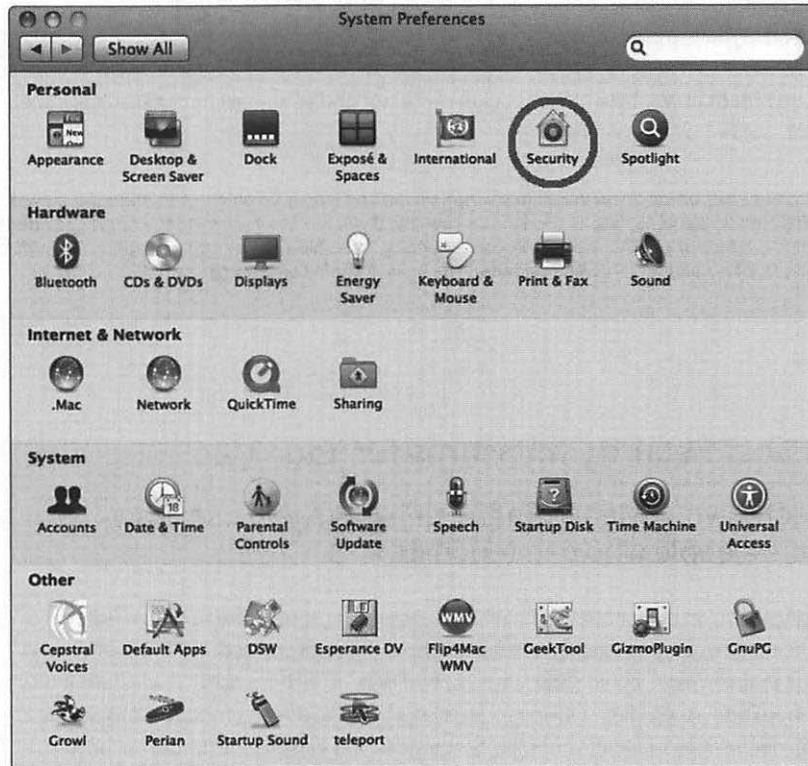 System Preferences
Show All
Personal
Appearance Desktop & Screen Saver Dock Exposé & Spaces International Security Spotlight
Hardware
Bluetooth CDs & DVDs Displays Energy Saver Keyboard & Mouse Print & Fax Sound
Internet & Network
.Mac Network QuickTime Sharing
System
Accounts Date & Time Parental Controls Software Update Speech Startup Disk Time Machine Universal Access
Other
Cepstral Voices Default Apps DSW Esperance DV Flip4Mac WMV GeekTool GizmoPlugin GnuPG
Growl Perian Startup Sound teleport